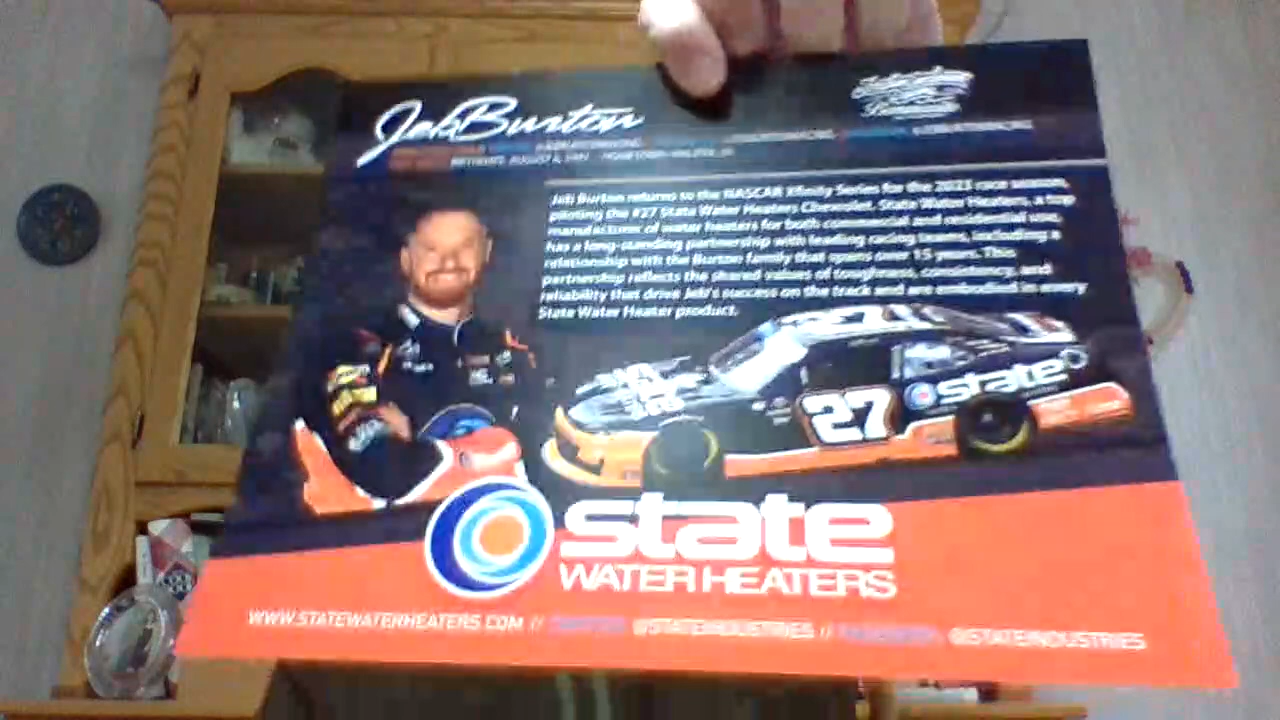 Jeb Burton
Jeb Burton returns to the NASCAR Xfinity Series for the 2023 race season,
piloting the #27 State Water Heaters Chevrolet. State Water Heaters, a top
manufacturer of water heaters for both commercial and residential use,
has a long-standing partnership with leading racing teams, including a
relationship with the Burton family that spans over 15 years. This
partnership reflects the shared values of toughness, consistency, and
reliability that drive Jeb's success on the track and are embodied in every
State Water Heater product.
state
27
state
WATER HEATERS
WWW.STATEWATERHEATERS.COM // @STATEINDUSTRIES // @STATEINDUSTRIES